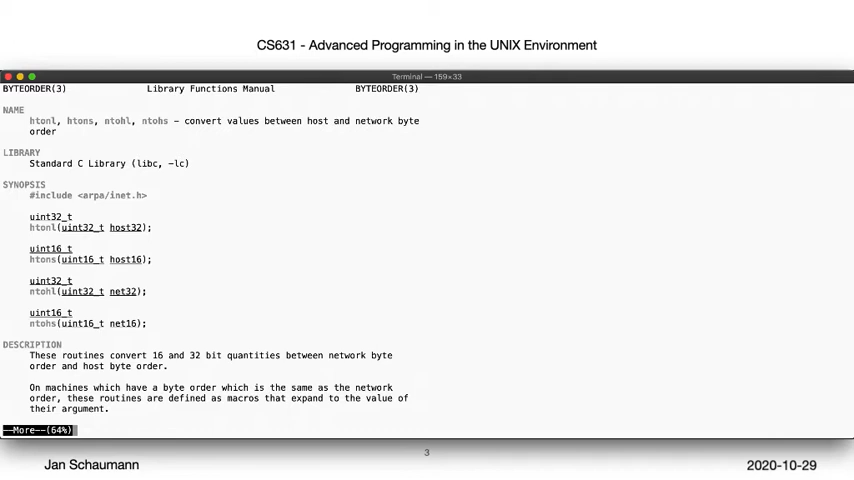 CS631 - Advanced Programming in the UNIX Environment
Terminal — 159×33
BYTEORDER(3) Library Functions Manual BYTEORDER(3)
NAME
htonl, htons, ntohl, ntohs – convert values between host and network byte
order
LIBRARY
Standard C Library (libc, -lc)
SYNOPSIS
#include <arpa/inet.h>
uint32_t
htonl(uint32_t host32);
uint16_t
htons(uint16_t host16);
uint32_t
ntohl(uint32_t net32);
uint16_t
ntohs(uint16_t net16);
DESCRIPTION
These routines convert 16 and 32 bit quantities between network byte
order and host byte order.
On machines which have a byte order which is the same as the network
order, these routines are defined as macros that expand to the value of
their argument.
--More--(64%)
3
Jan Schaumann
2020-10-29